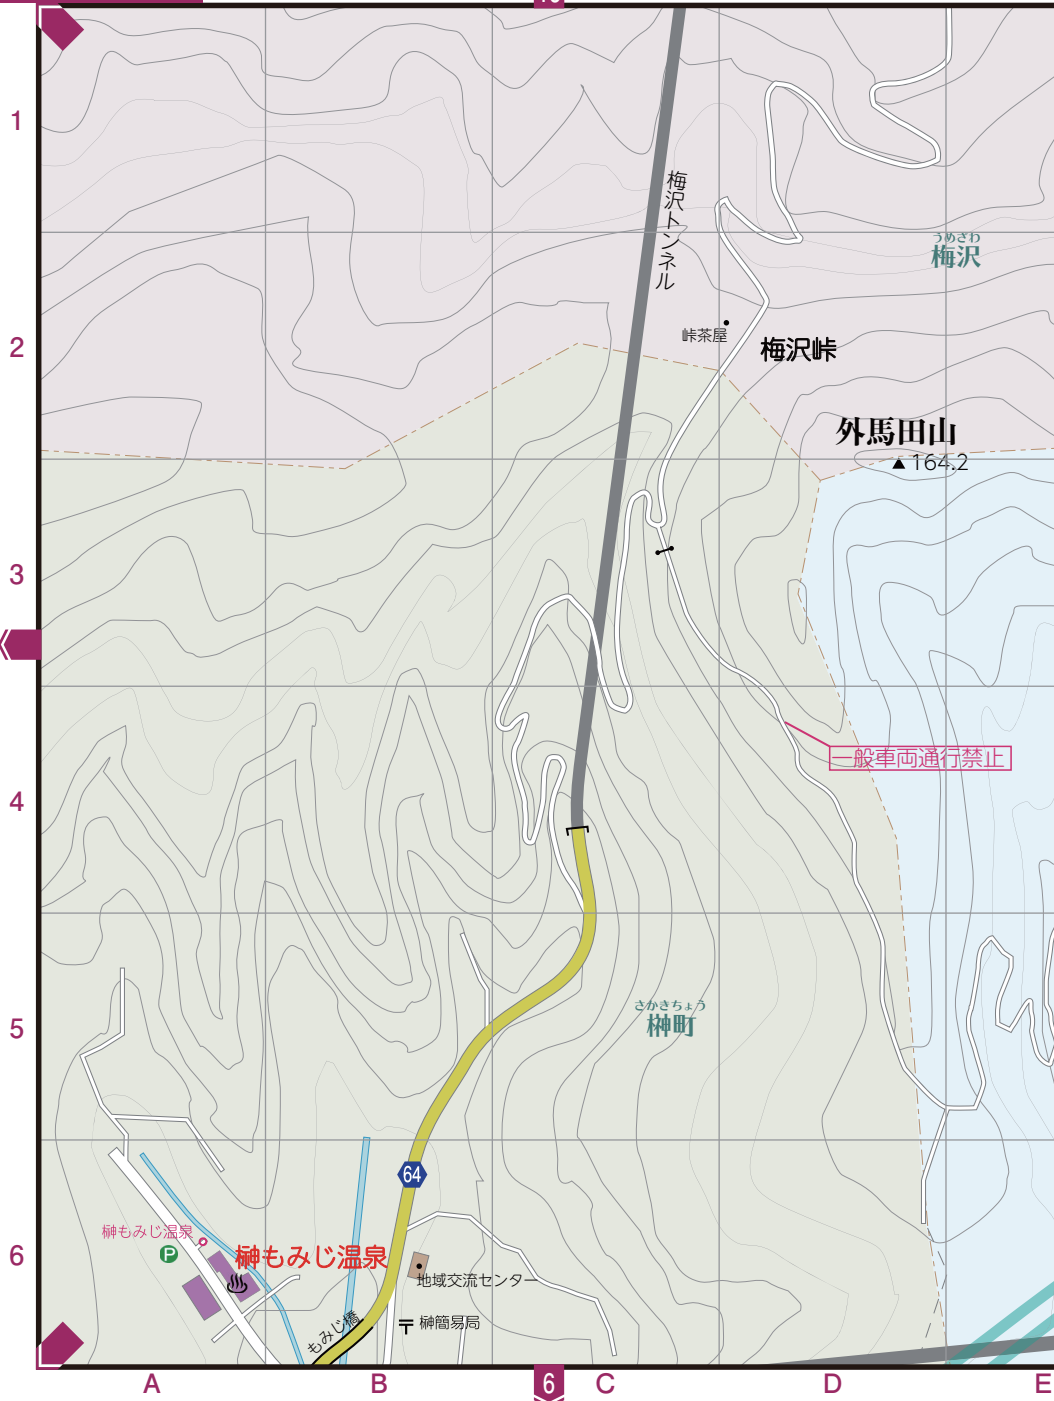 1
梅沢トンネル
うめざわ
梅沢
2
峠茶屋
梅沢峠
外馬田山
164.2
3
一般車両通行禁止
4
さかきちょう
榊町
5
64
6
榊もみじ温泉
P
榊もみじ温泉
地域交流センター
もみじ橋
榊簡易局
A
B
6
C
D
E